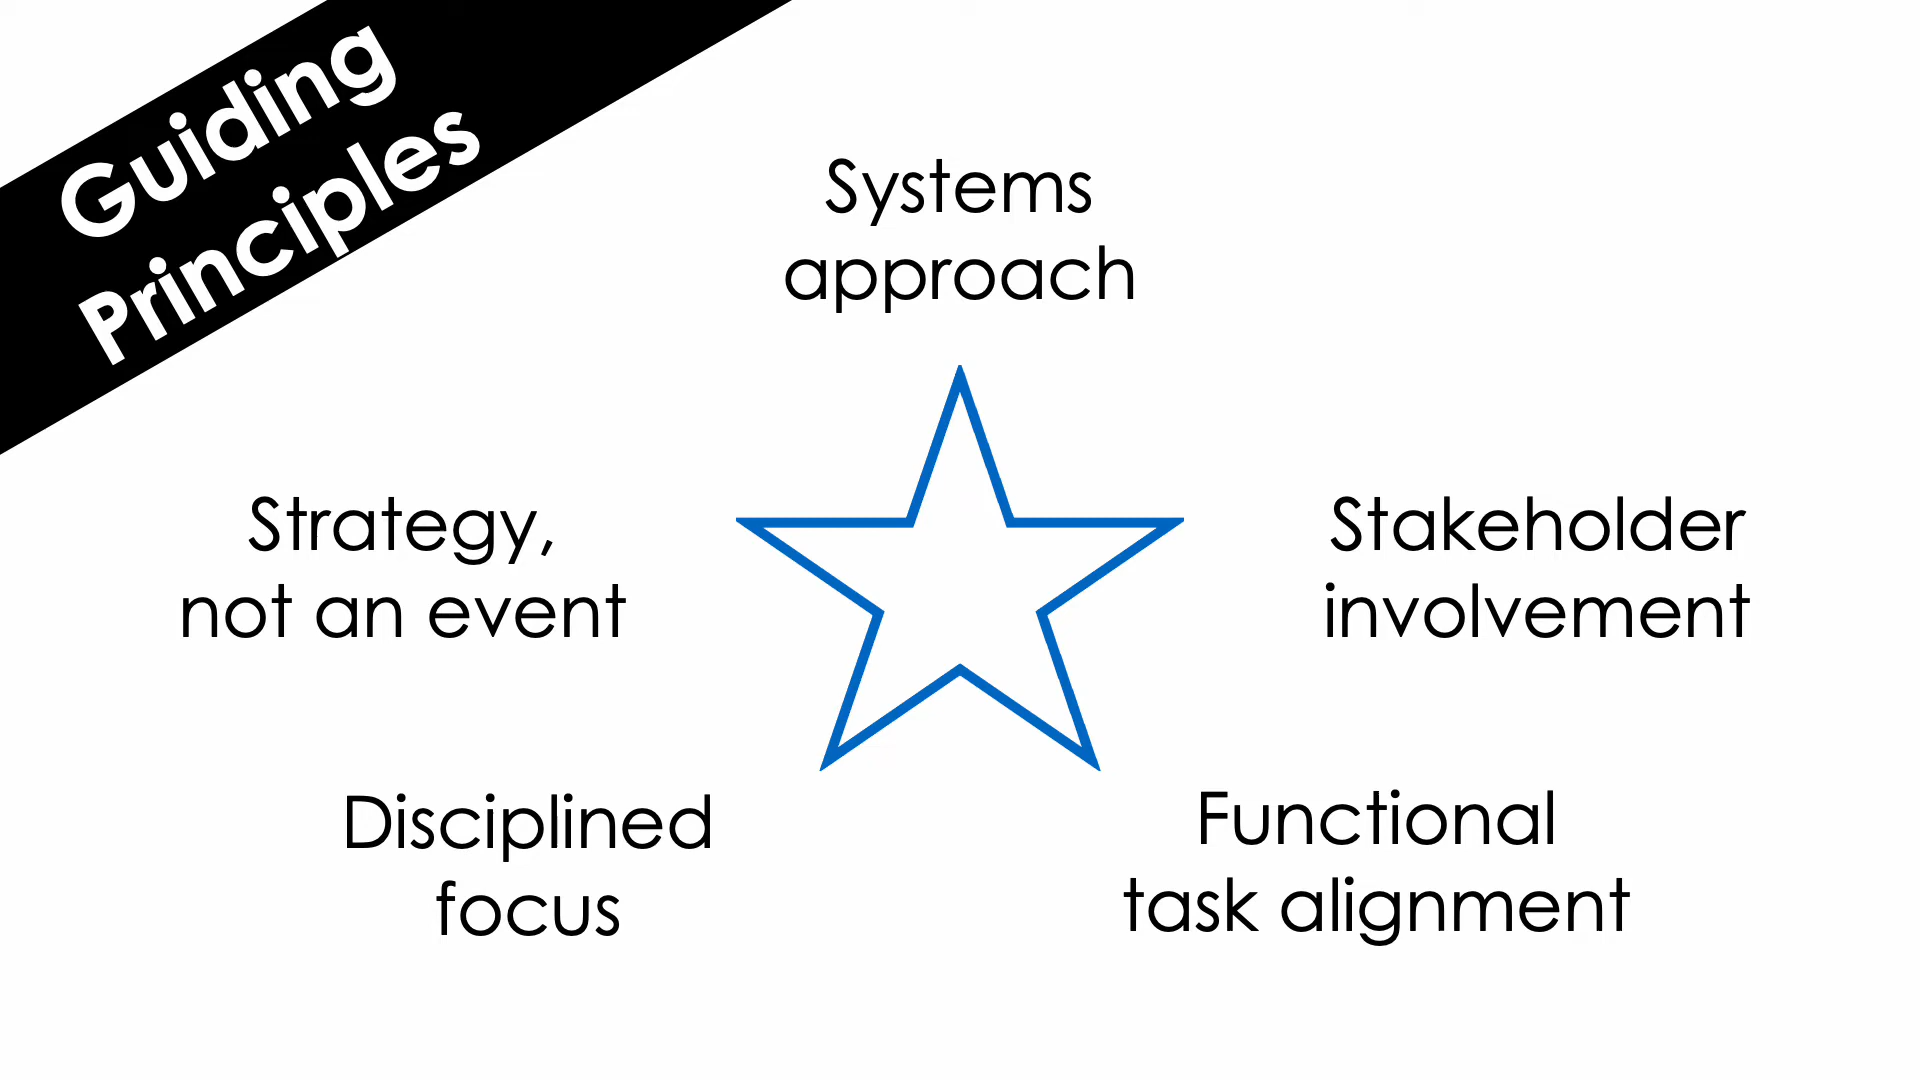 Guiding
Principles
Systems
approach
Strategy,
not an event
Stakeholder
involvement
Disciplined
focus
Functional
task alignment